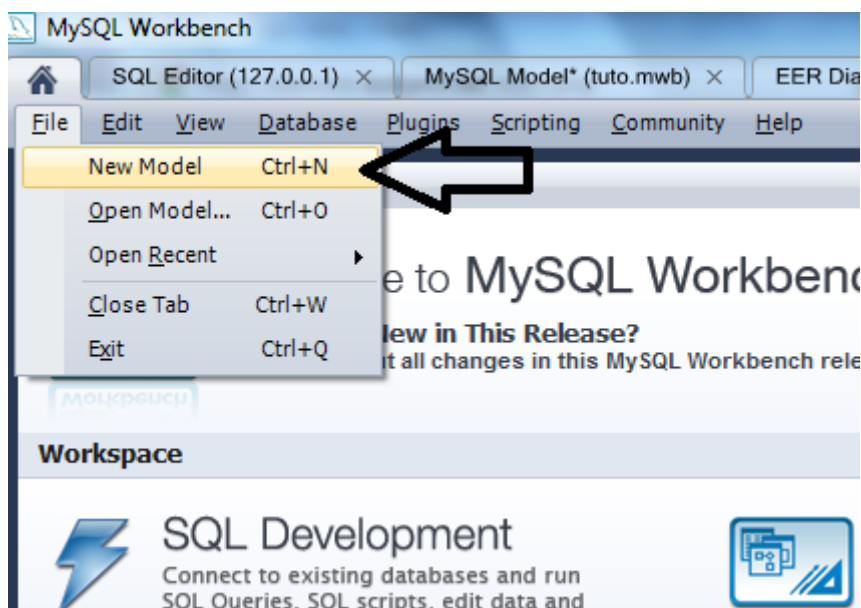 MySQL Workbench
SQL Editor (127.0.0.1) × MySQL Model* (tuto.mwb) × EER Dia
File Edit View Database Plugins Scripting Community Help
New Model Ctrl+N
Open Model... Ctrl+O
Open Recent
Close Tab Ctrl+W
Exit Ctrl+Q
e to MySQL Workbenc
New in This Release?
t all changes in this MySQL Workbench rele
Workbench
Workspace
SQL Development
Connect to existing databases and run
SQL Queries, SQL scripts, edit data and